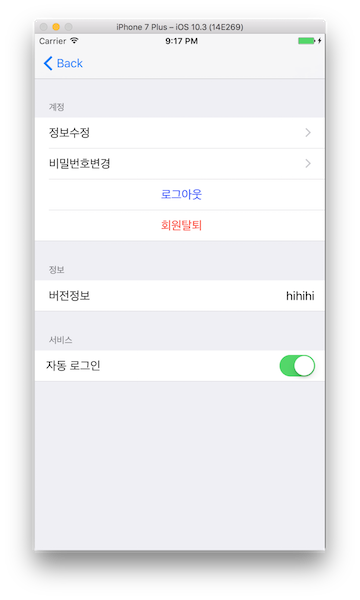 iPhone 7 Plus – iOS 10.3 (14E269)
Carrier 9:17 PM
Back
계정
정보수정
비밀번호변경
로그아웃
회원탈퇴
정보
버전정보 hihihi
서비스
자동 로그인